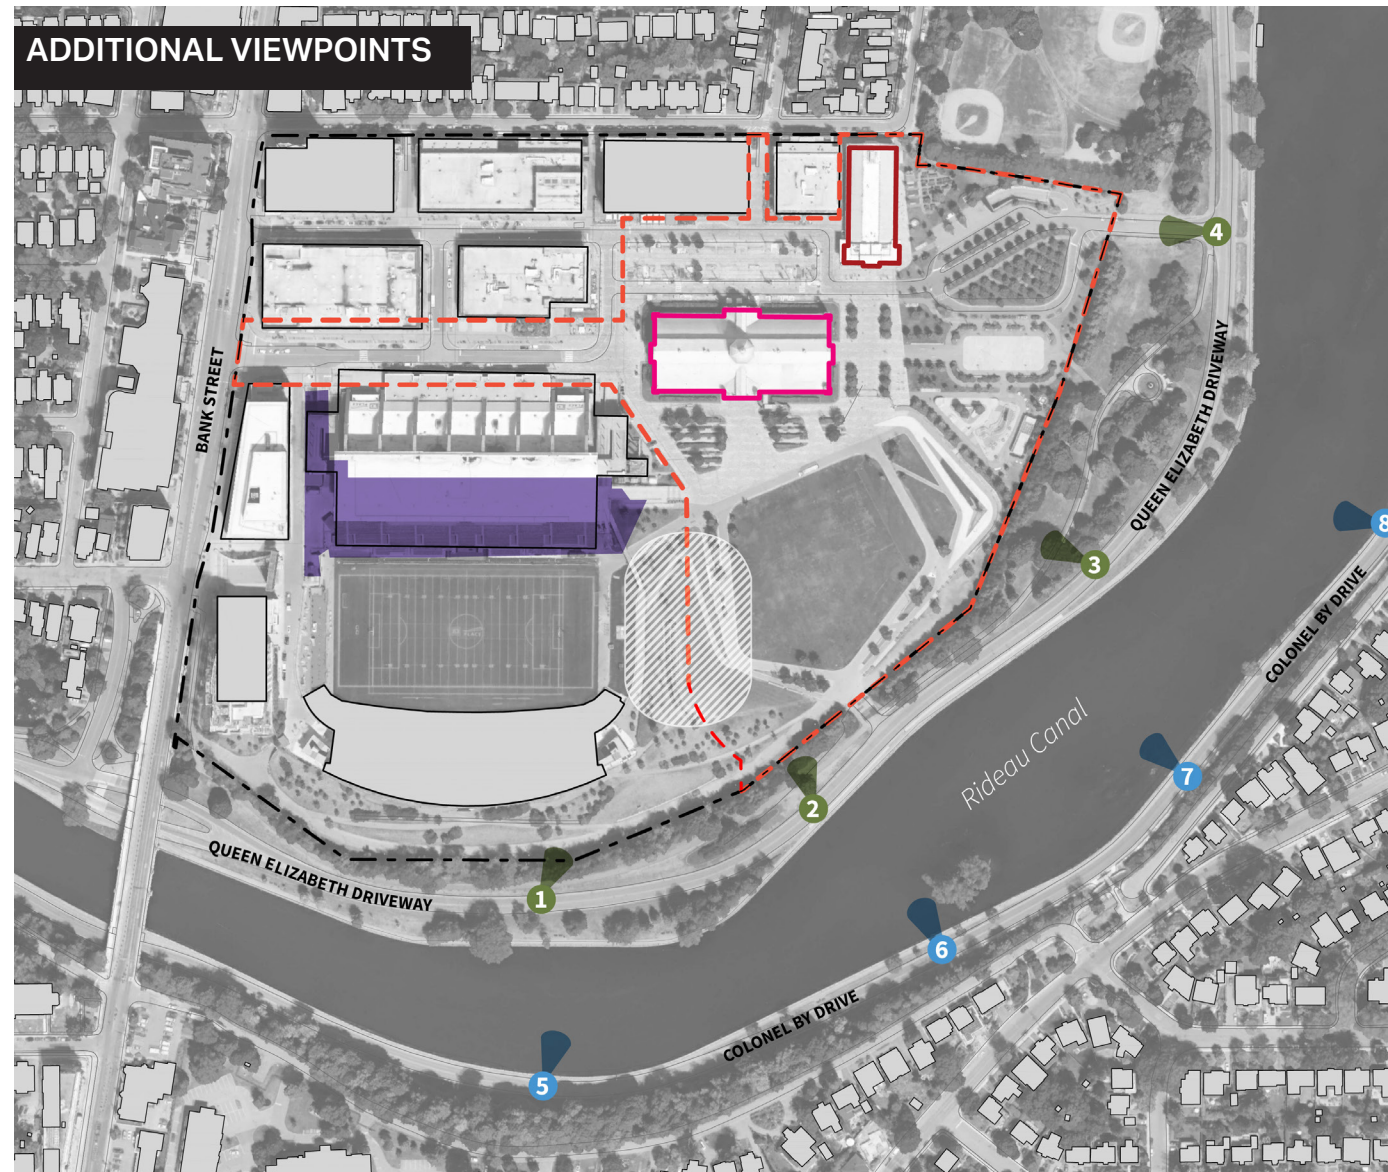 ADDITIONAL VIEWPOINTS
4
BANK STREET
QUEEN ELIZABETH DRIVEWAY
8
3
COLONEL BY DRIVE
Rideau Canal
7
2
QUEEN ELIZABETH DRIVEWAY
1
6
COLONEL BY DRIVE
5